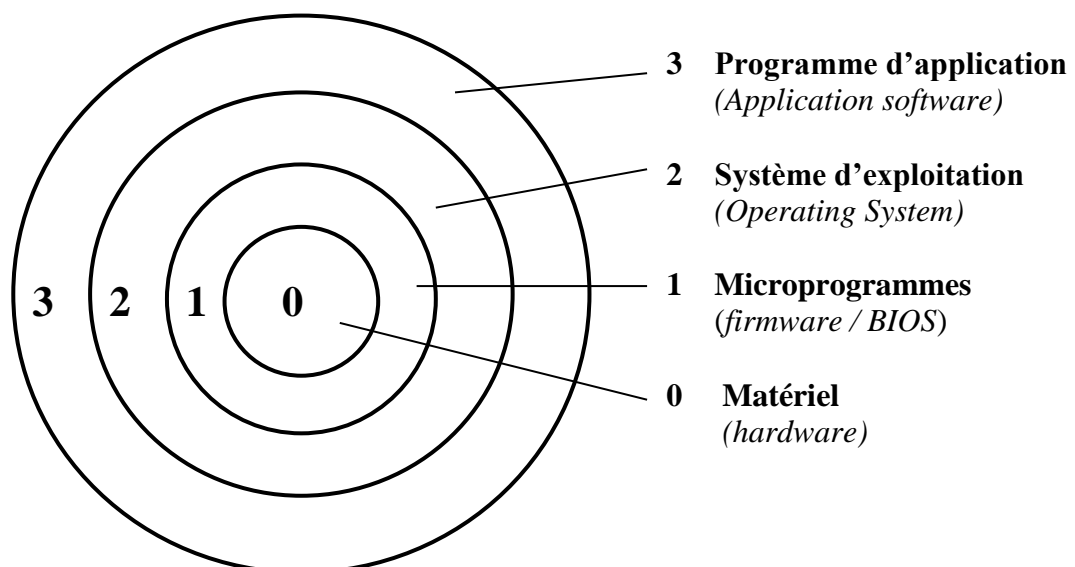 3 Programme d’application
(Application software)
2 Système d’exploitation
(Operating System)
3 2 1 0
1 Microprogrammes
(firmware / BIOS)
0 Matériel
(hardware)